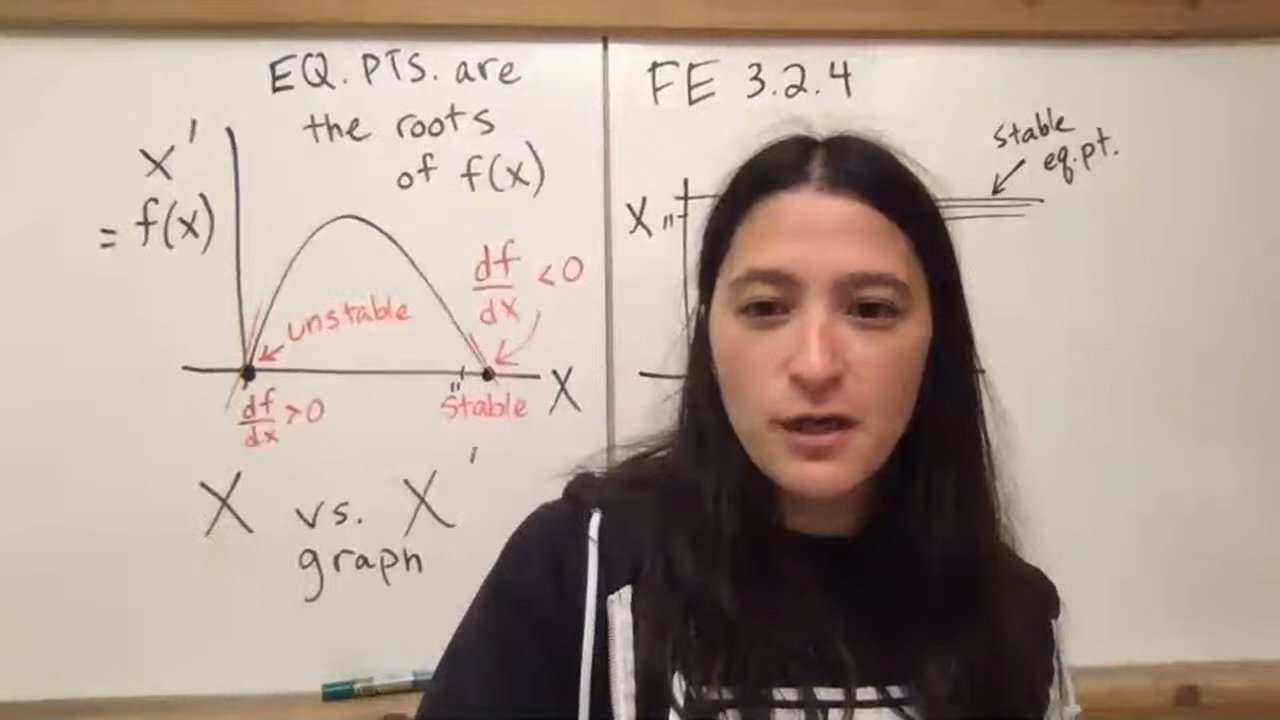 EQ. PTS. are
the roots
of f(x)
x'
= f(x)
unstable
df/dx < 0
df/dx > 0
stable
X
X vs. X'
graph
FE 3.2.4
stable
eq. pt.
X